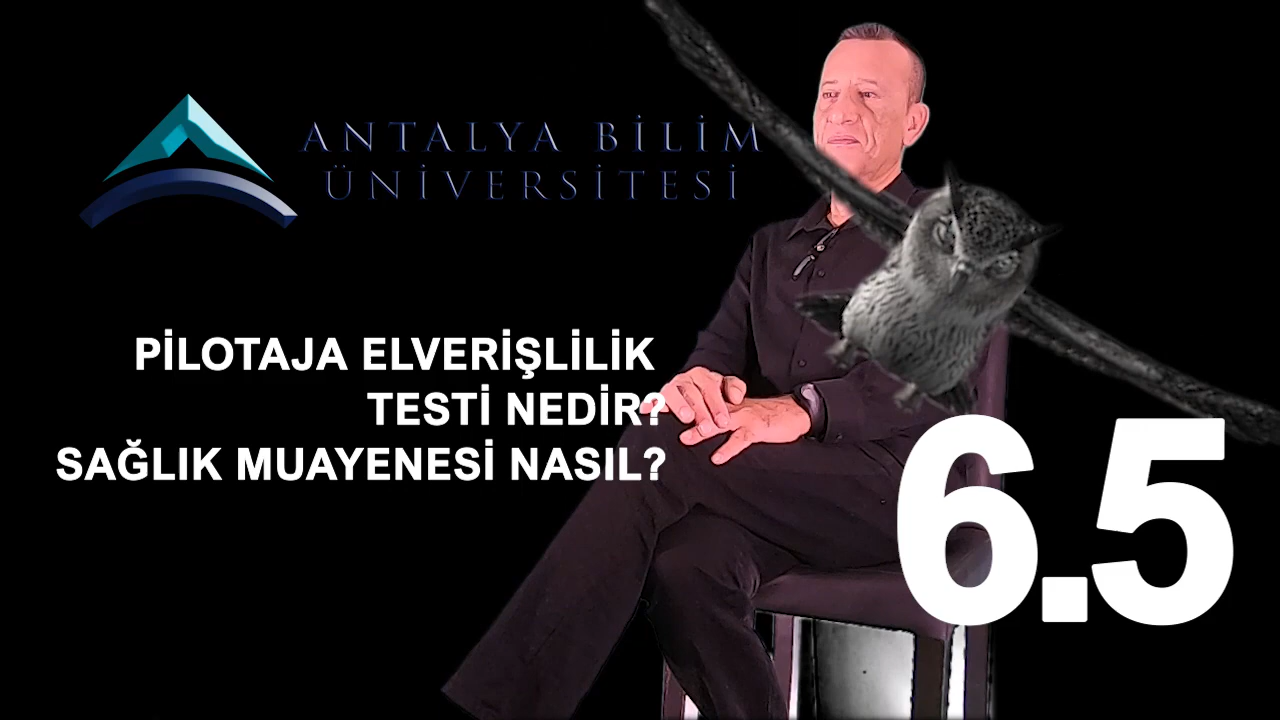 ANTALYA BİLİM
ÜNİVERSİTESİ
PİLOTAJA ELVERİŞLİLİK
TESTİ NEDİR?
SAĞLIK MUAYENESİ NASIL?
6.5